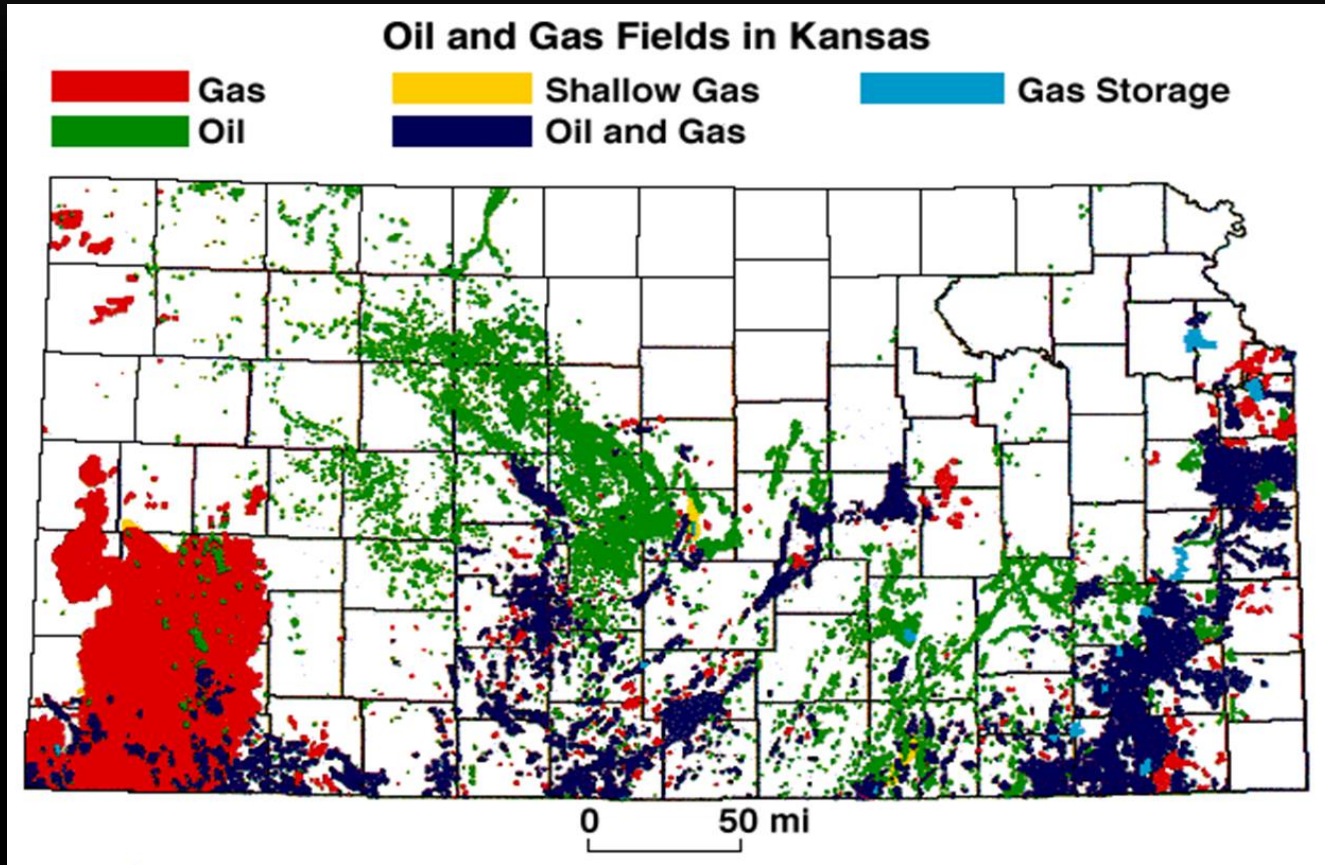 Oil and Gas Fields in Kansas
Gas
Shallow Gas
Gas Storage
Oil
Oil and Gas
0 50 mi